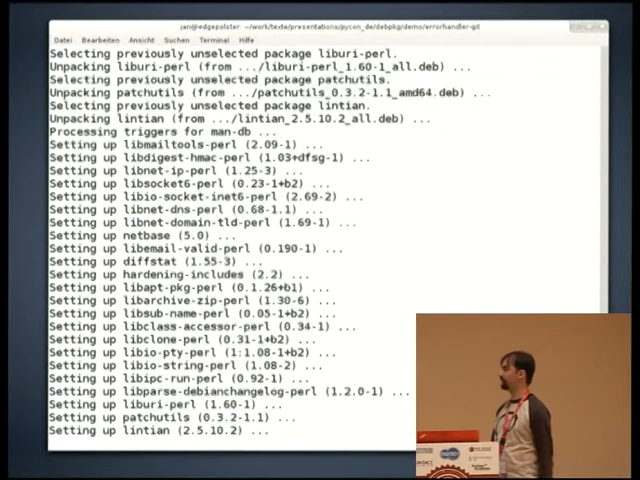 jan@edgepolster: ~/work/texte/presentations/pycon_de/debpkg/demo/errorhandler-git
Datei Bearbeiten Ansicht Suchen Terminal Hilfe
Selecting previously unselected package liburi-perl.
Unpacking liburi-perl (from .../liburi-perl_1.60-1_all.deb) ...
Selecting previously unselected package patchutils.
Unpacking patchutils (from .../patchutils_0.3.2-1.1_amd64.deb) ...
Selecting previously unselected package lintian.
Unpacking lintian (from .../lintian_2.5.10.2_all.deb) ...
Processing triggers for man-db ...
Setting up libmailtools-perl (2.09-1) ...
Setting up libdigest-hmac-perl (1.03+dfsg-1) ...
Setting up libnet-ip-perl (1.25-3) ...
Setting up libsocket6-perl (0.23-1+b2) ...
Setting up libio-socket-inet6-perl (2.69-2) ...
Setting up libnet-dns-perl (0.68-1.1) ...
Setting up libnet-domain-tld-perl (1.69-1) ...
Setting up netbase (5.0) ...
Setting up libemail-valid-perl (0.190-1) ...
Setting up diffstat (1.55-3) ...
Setting up hardening-includes (2.2) ...
Setting up libapt-pkg-perl (0.1.26+b1) ...
Setting up libarchive-zip-perl (1.30-6) ...
Setting up libsub-name-perl (0.05-1+b2) ...
Setting up libclass-accessor-perl (0.34-1) ...
Setting up libclone-perl (0.31-1+b2) ...
Setting up libio-pty-perl (1:1.08-1+b2) ...
Setting up libio-string-perl (1.08-2) ...
Setting up libipc-run-perl (0.92-1) ...
Setting up libparse-debianchangelog-perl (1.2.0-1) ...
Setting up liburi-perl (1.60-1) ...
Setting up patchutils (0.3.2-1.1) ...
Setting up lintian (2.5.10.2) ...